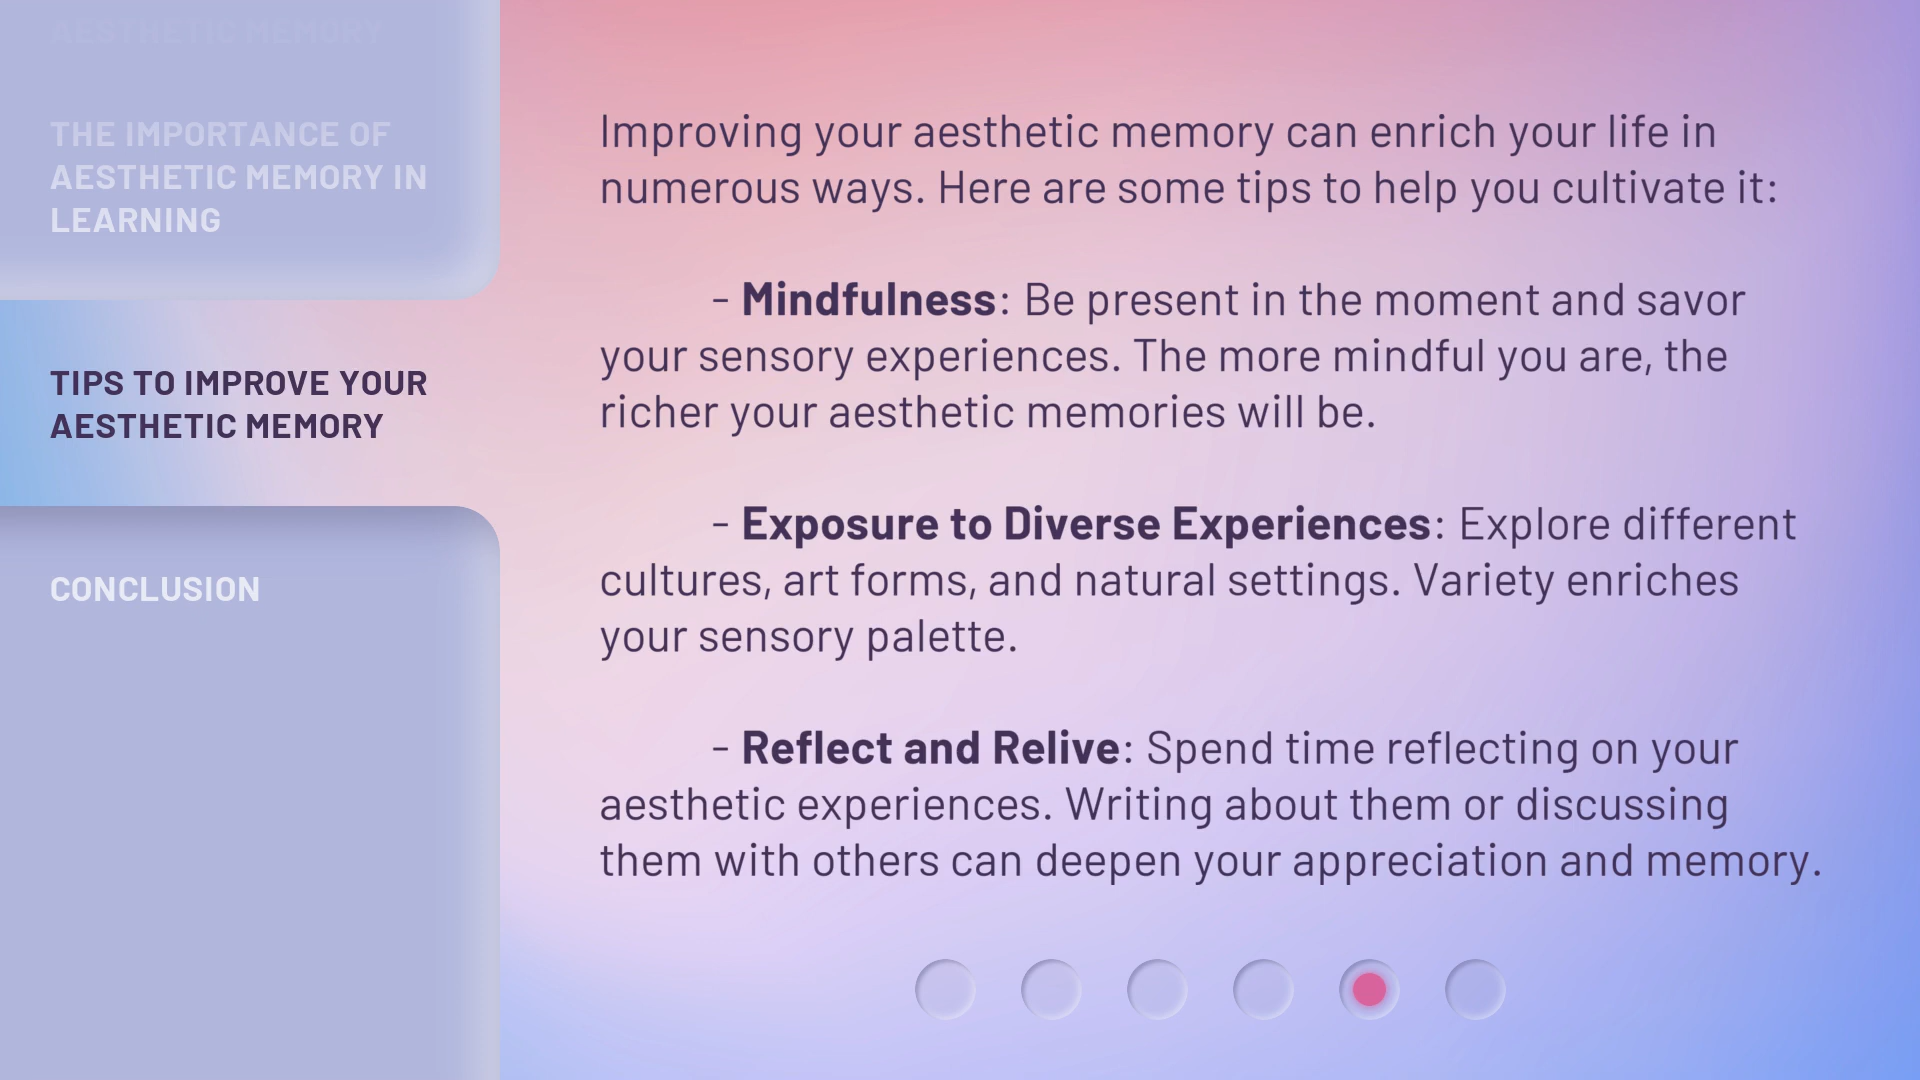 AESTHETIC MEMORY
THE IMPORTANCE OF
AESTHETIC MEMORY IN
LEARNING
TIPS TO IMPROVE YOUR
AESTHETIC MEMORY
CONCLUSION
Improving your aesthetic memory can enrich your life in
numerous ways. Here are some tips to help you cultivate it:
- Mindfulness: Be present in the moment and savor
your sensory experiences. The more mindful you are, the
richer your aesthetic memories will be.
- Exposure to Diverse Experiences: Explore different
cultures, art forms, and natural settings. Variety enriches
your sensory palette.
- Reflect and Relive: Spend time reflecting on your
aesthetic experiences. Writing about them or discussing
them with others can deepen your appreciation and memory.